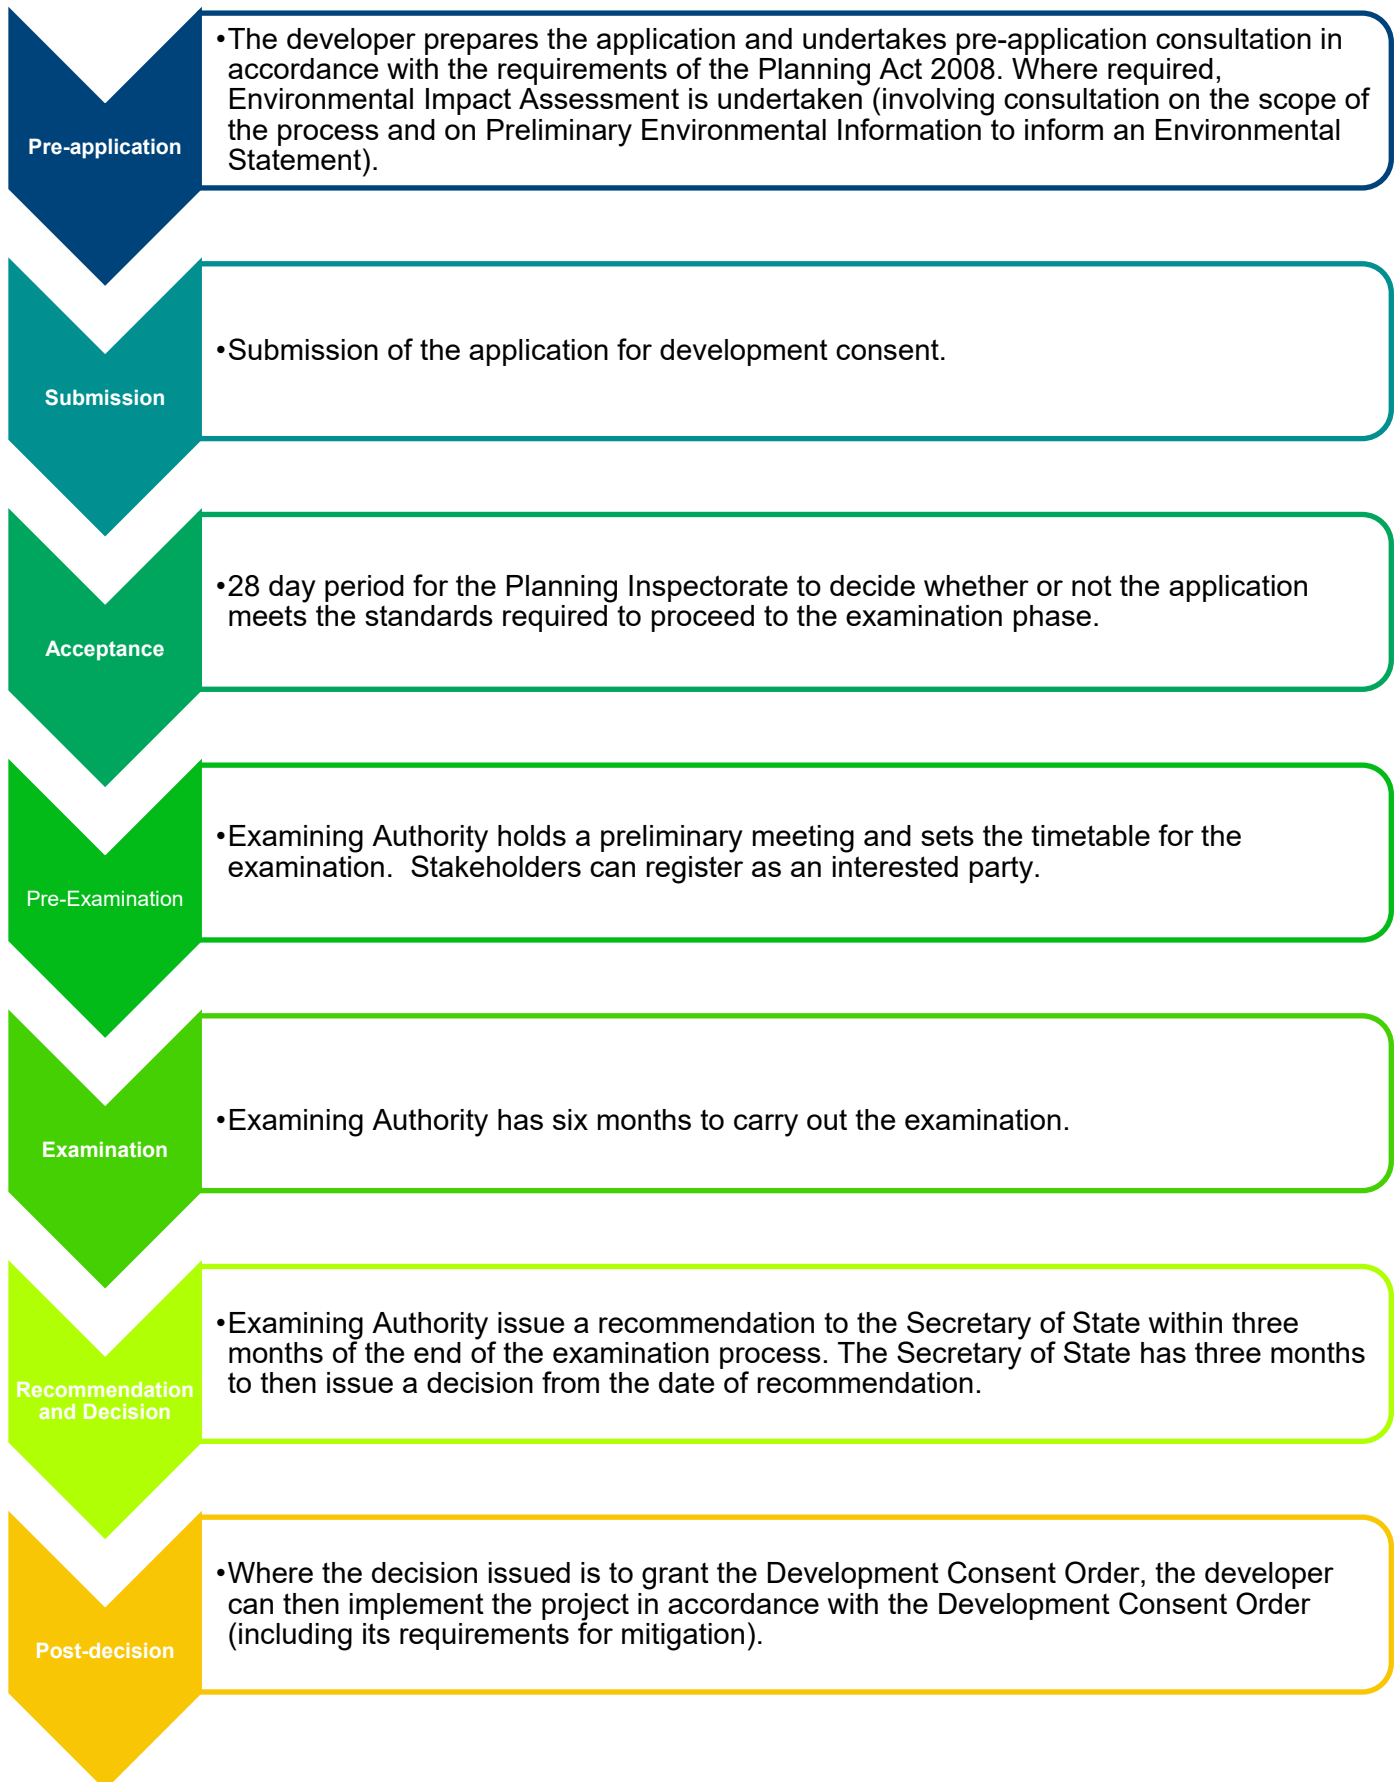 Pre-application
•The developer prepares the application and undertakes pre-application consultation in
accordance with the requirements of the Planning Act 2008. Where required,
Environmental Impact Assessment is undertaken (involving consultation on the scope of
the process and on Preliminary Environmental Information to inform an Environmental
Statement).
Submission
•Submission of the application for development consent.
Acceptance
•28 day period for the Planning Inspectorate to decide whether or not the application
meets the standards required to proceed to the examination phase.
Pre-Examination
•Examining Authority holds a preliminary meeting and sets the timetable for the
examination.  Stakeholders can register as an interested party.
Examination
•Examining Authority has six months to carry out the examination.
Recommendation
and Decision
•Examining Authority issue a recommendation to the Secretary of State within three
months of the end of the examination process. The Secretary of State has three months
to then issue a decision from the date of recommendation.
Post-decision
•Where the decision issued is to grant the Development Consent Order, the developer
can then implement the project in accordance with the Development Consent Order
(including its requirements for mitigation).